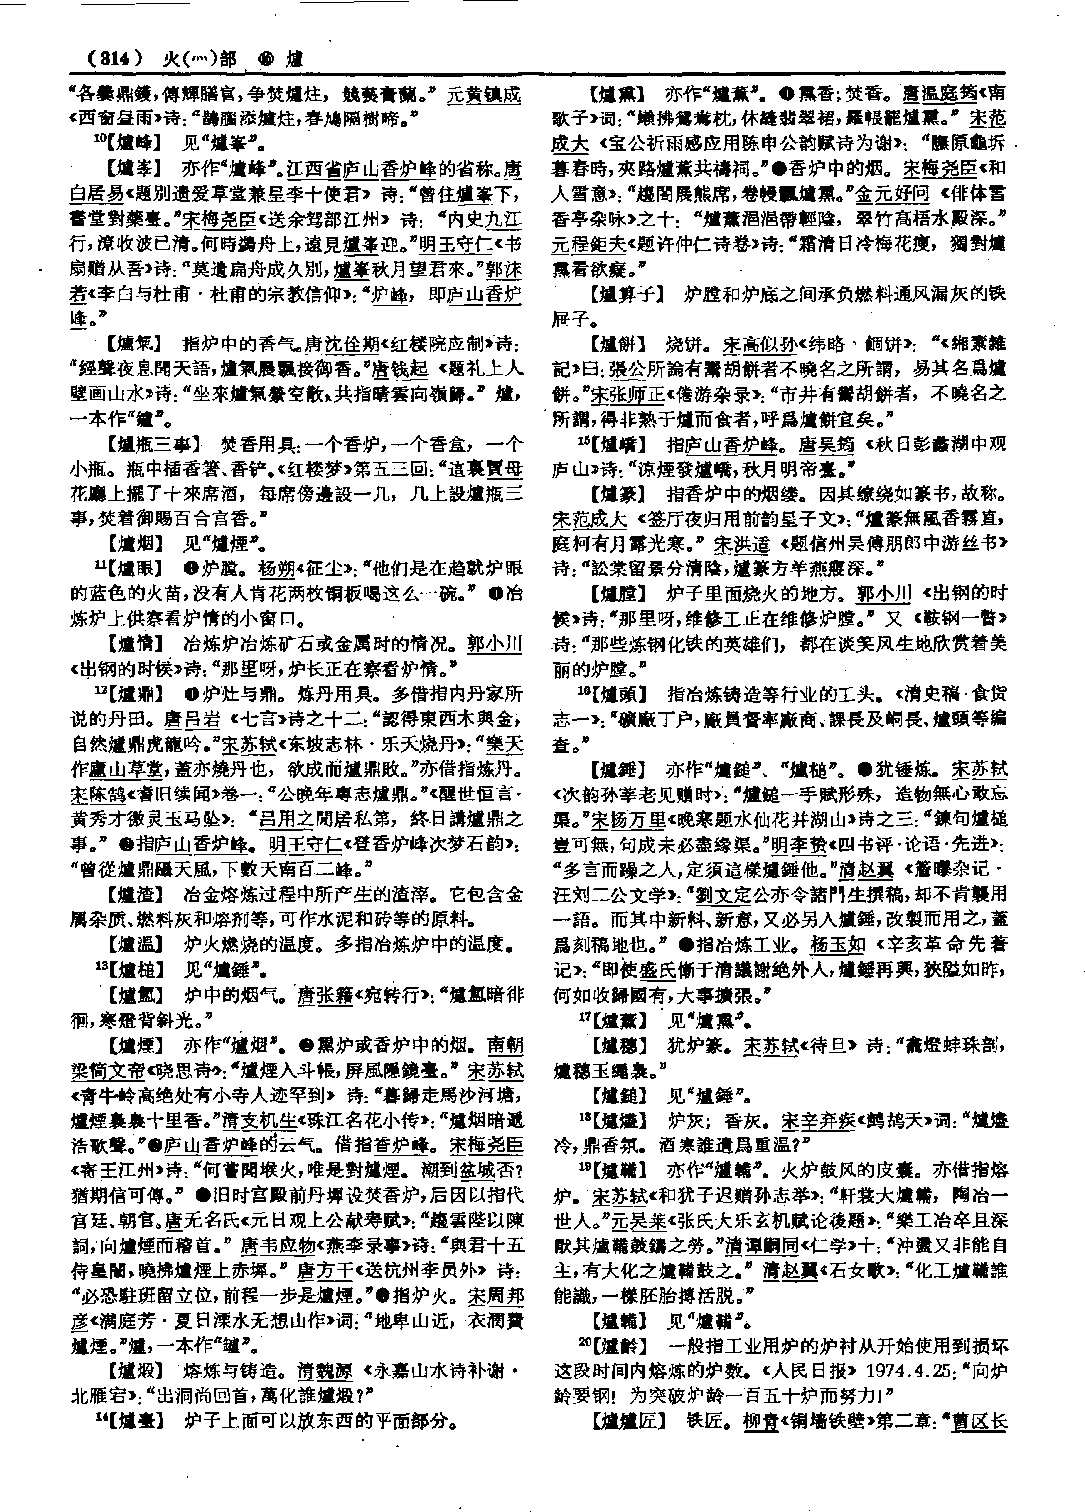 (314) 火(灬)部 ⑯ 爐
“各爨鼎鑊,傳輝膳宮,争焚爐炷,兢爇膏蘭。”元黄镇成
《西窗昼雨》诗:“鵲腦添爐炷,春鳩隔樹啼。”
10【爐峰】 见“爐峯”。
【爐峯】 亦作“爐峰”。江西省庐山香炉峰的省称。唐
白居易《题别遗爱草堂兼呈李十使君》诗:“曾住爐峯下,
書堂對藥臺。”宋梅尧臣《送余驾部江州》诗:“内史九江
行,潦收波已清。何時溝舟上,遠見爐峯迎。”明王守仁《书
扇赠从吾》诗:“莫遣扁舟成久別,爐峯秋月望君來。”郭沫
若《李白与杜甫·杜甫的宗教信仰》:“炉峰,即庐山香炉
峰。”
【爐氣】 指炉中的香气。唐沈佺期《红楼院应制》诗:
“經聲夜息聞天語,爐氣晨飄接御香。”唐钱起《题礼上人
壁画山水》诗:“坐來爐氣縈空散,共指晴雲向嶺歸。”爐,
一本作“鑪”。
【爐瓶三事】 焚香用具:一个香炉,一个香盒,一个
小瓶。瓶中插香箸、香铲。《红楼梦》第五三回:“這裏賈母
花廳上擺了十來席酒,每席傍邊設一几,几上設爐瓶三
事,焚着御賜百合宫香。”
【爐烟】 见“爐煙”。
11【爐眼】 ❶炉膛。杨朔《征尘》:“他们是在趋就炉眼
的蓝色的火苗,没有人肯花两枚铜板喝这么一碗。”❷冶
炼炉上供察看炉情的小窗口。
【爐情】 冶炼炉冶炼矿石或金属时的情况。郭小川
《出钢的时候》诗:“那里呀,炉长正在察看炉情。”
12【爐鼎】 ❶炉灶与鼎。炼丹用具。多借指内丹家所
说的丹田。唐吕岩《七言》诗之十二:“認得東西木與金,
自然爐鼎虎龍吟。”宋苏轼《东坡志林·乐天烧丹》:“樂天
作廬山草堂,蓋亦燒丹也,欲成而爐鼎敗。”亦借指炼丹。
宋陈鹄《耆旧续闻》卷一:“公晚年專志爐鼎。”《醒世恒言·
黄秀才徼灵玉马坠》:“吕用之閒居私第,終日講爐鼎之
事。”❷指庐山香炉峰。明王守仁《登香炉峰次梦石韵》:
“曾從爐鼎躡天風,下數天南百二峰。”
【爐渣】 冶金熔炼过程中所产生的渣滓。它包含金
属杂质、燃料灰和熔剂等,可作水泥和砖等的原料。
【爐温】 炉火燃烧的温度。多指冶炼炉中的温度。
13【爐槌】 见“爐錘”。
【爐氲】 炉中的烟气。唐张籍《宛转行》:“爐氲暗徘
徊,寒燈背斜光。”
【爐煙】 亦作“爐烟”。❶熏炉或香炉中的烟。南朝
梁简文帝《晓思诗》:“爐煙入斗帳,屏風隱鏡臺。”宋苏轼
《青牛岭高绝处有小寺人迹罕到》诗:“暮歸走馬沙河塘,
爐煙裊裊十里香。”清支机生《珠江名花小传》:“爐烟暗遞
浩歌聲。”❷庐山香炉峰的云气。借指香炉峰。宋梅尧臣
《寄王江州》诗:“何嘗聞堠火,唯是對爐煙。潮到盆城否?
猶期信可傳。”❸旧时宫殿前丹墀设焚香炉,后因以指代
宫廷、朝官。唐无名氏《元日观上公献寿赋》:“趨雲陛以陳
詞,向爐煙而稽首。”唐韦应物《燕李录事》诗:“與君十五
侍皇闈,曉拂爐煙上赤墀。”唐方干《送杭州李员外》诗:
“必恐駐班留立位,前程一步是爐煙。”❹指炉火。宋周邦
彦《满庭芳·夏日溧水无想山作》词:“地卑山近,衣潤費
爐煙。”爐,一本作“鑪”。
【爐煅】 熔炼与铸造。清魏源《永嘉山水诗补谢·
北雁宕》:“出洞尚回首,萬化誰爐煅?”
14【爐臺】 炉子上面可以放东西的平面部分。
【爐熏】 亦作“爐薰”。❶熏香;焚香。唐温庭筠《南
歌子》词:“嬾拂鴛鴦枕,休縫翡翠裙,羅帳罷爐熏。”宋范
成大《宝公祈雨感应用陈申公韵赋诗为谢》:“膴原龜坼
暮春時,夾路爐薰共禱祠。”❷香炉中的烟。宋梅尧臣《和
人雪意》:“趨閤展熊席,卷幔飄爐熏。”金元好问《俳体雪
香亭杂咏》之十:“爐薰浥浥帶輕陰,翠竹高梧水殿深。”
元程鉅夫《题许仲仁诗卷》诗:“霜清日冷梅花瘦,獨對爐
熏看欲癡。”
【爐箅子】 炉膛和炉底之间承负燃料通风漏灰的铁
屉子。
【爐餅】 烧饼。宋高似孙《纬略·䭔饼》:“《缃素雜
記》曰:張公所論有鬻胡餅者不曉名之所謂,易其名爲爐
餅。”宋张师正《倦游杂录》:“市井有鬻胡餅者,不曉名之
所謂,得非熟于爐而食者,呼爲爐餅宜矣。”
15【爐嶠】 指庐山香炉峰。唐吴筠《秋日彭蠡湖中观
庐山》诗:“涼煙發爐嶠,秋月明帝臺。”
【爐篆】 指香炉中的烟缕。因其缭绕如篆书,故称。
宋范成大《签厅夜归用前韵呈子文》:“爐篆無風香霧直,
庭柯有月露光寒。”宋洪适《题信州吴傅朋郎中游丝书》
诗:“訟棠留景分清陰,爐篆方羊燕寢深。”
【爐膛】 炉子里面烧火的地方。郭小川《出钢的时
候》诗:“那里呀,维修工正在维修炉膛。”又《鞍钢一瞥》
诗:“那些炼钢化铁的英雄们,都在谈笑风生地欣赏着美
丽的炉膛。”
16【爐頭】 指冶炼铸造等行业的工头。《清史稿·食货
志一》:“礦廠丁户,廠員督率廠商、課長及峒長、爐頭等編
查。”
【爐錘】 亦作“爐鎚”、“爐槌”。❶犹锤炼。宋苏轼
《次韵孙莘老见赠时》:“爐鎚一手賦形殊,造物無心敢忘
渠。”宋扬万里《晚寒题水仙花并湖山》诗之三:“鍊句爐槌
豈可無,句成未必盡緣渠。”明李贽《四书评·论语·先进》:
“多言而躁之人,定須這樣爐錘他。”清赵翼《簷曝杂记·
汪刘二公文学》:“劉文定公亦令諸門生撰稿,却不肯襲用
一語。而其中新料、新意,又必另入爐錘,改製而用之,蓋
爲刻稿地也。”❷指冶炼工业。杨玉如《辛亥革命先著
记》:“即使盛氏慚于清議謝絶外人,爐錘再興,狹隘如昨,
何如收歸國有,大事擴張。”
17【爐薰】 见“爐熏”。
【爐穗】 犹炉篆。宋苏轼《待旦》诗:“龕燈蚌珠剖,
爐穗玉繩裊。”
【爐鎚】 见“爐錘”。
18【爐燼】 炉灰;香灰。宋辛弃疾《鹧鸪天》词:“爐燼
冷,鼎香氛。酒寒誰遣爲重温?”
19【爐鞴】 亦作“爐韛”。火炉鼓风的皮囊。亦借指熔
炉。宋苏轼《和犹子迟赠孙志举》:“軒裳大爐鞴,陶冶一
世人。”元吴莱《张氏大乐玄机赋论後题》:“樂工冶卒且深
厭其爐鞴鼓鑄之勞。”清谭嗣同《仁学》十:“冲盪又非能自
主,有大化之爐鞴鼓之。”清赵翼《石女歌》:“化工爐鞴誰
能識,一樣胚胎摶活脱。”
【爐韛】 见“爐鞴”。
20【爐齡】 一般指工业用炉的炉衬从开始使用到损坏
这段时间内熔炼的炉数。《人民日报》1974.4.25:“向炉
龄要钢!为突破炉龄一百五十炉而努力!”
【爐爐匠】 铁匠。柳青《铜墙铁壁》第二章:“曹区长